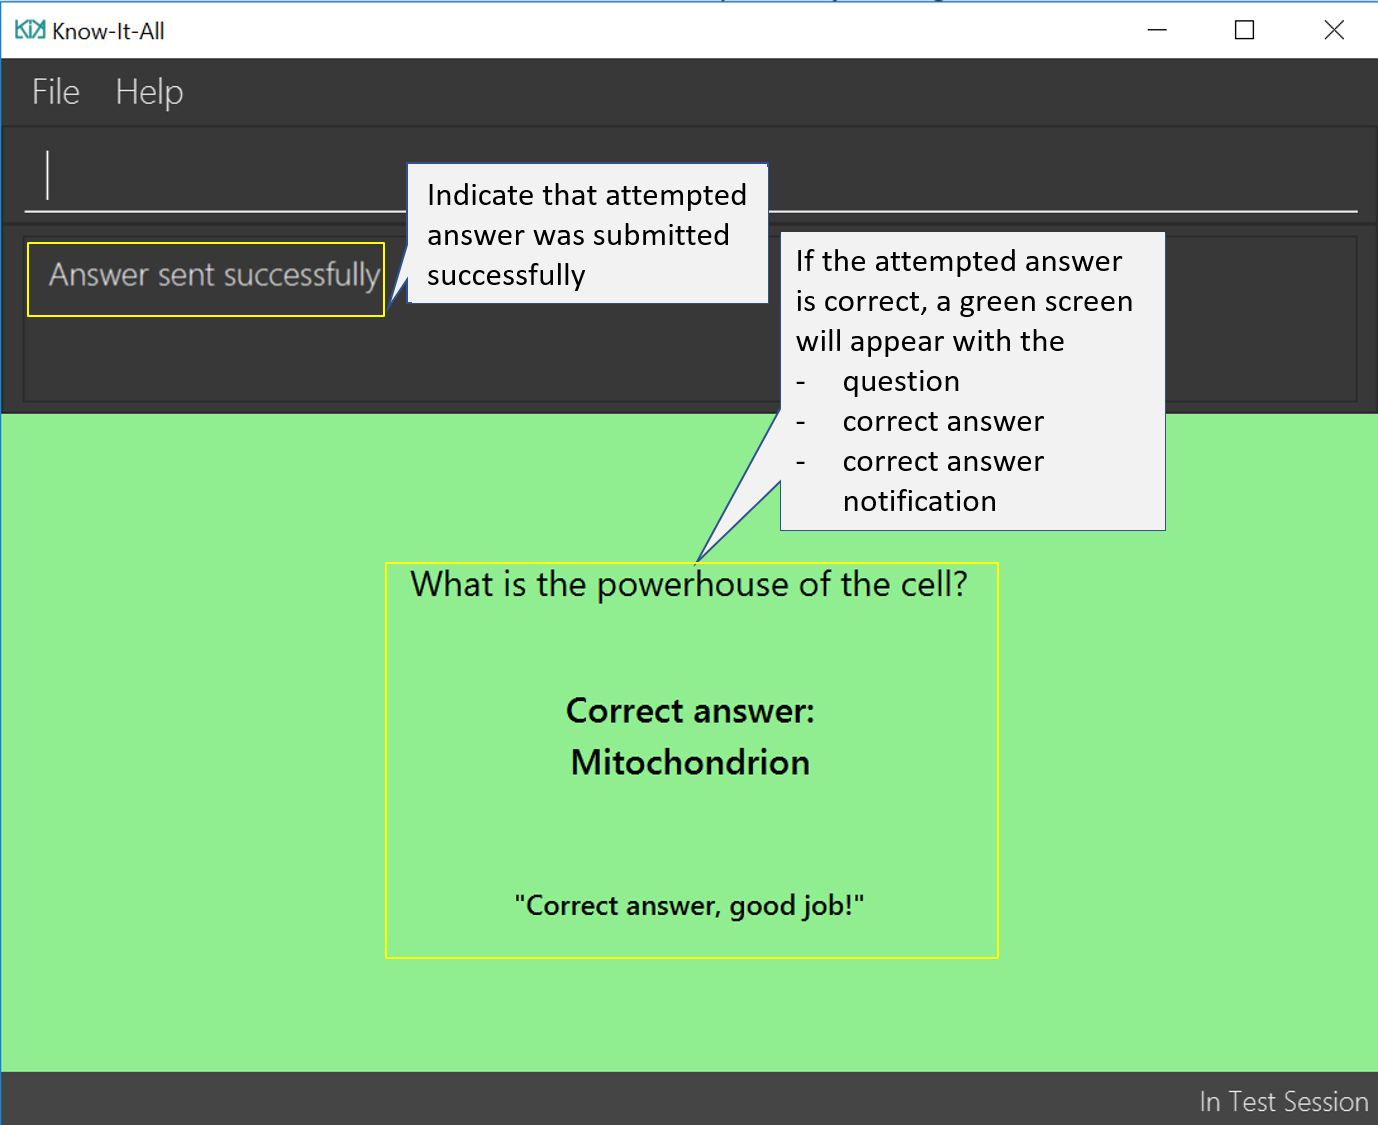 KIA Know-It-All
File Help
Indicate that attempted
answer was submitted
successfully
Answer sent successfully
If the attempted answer
is correct, a green screen
will appear with the
- question
- correct answer
- correct answer
notification
What is the powerhouse of the cell?
Correct answer:
Mitochondrion
"Correct answer, good job!"
In Test Session